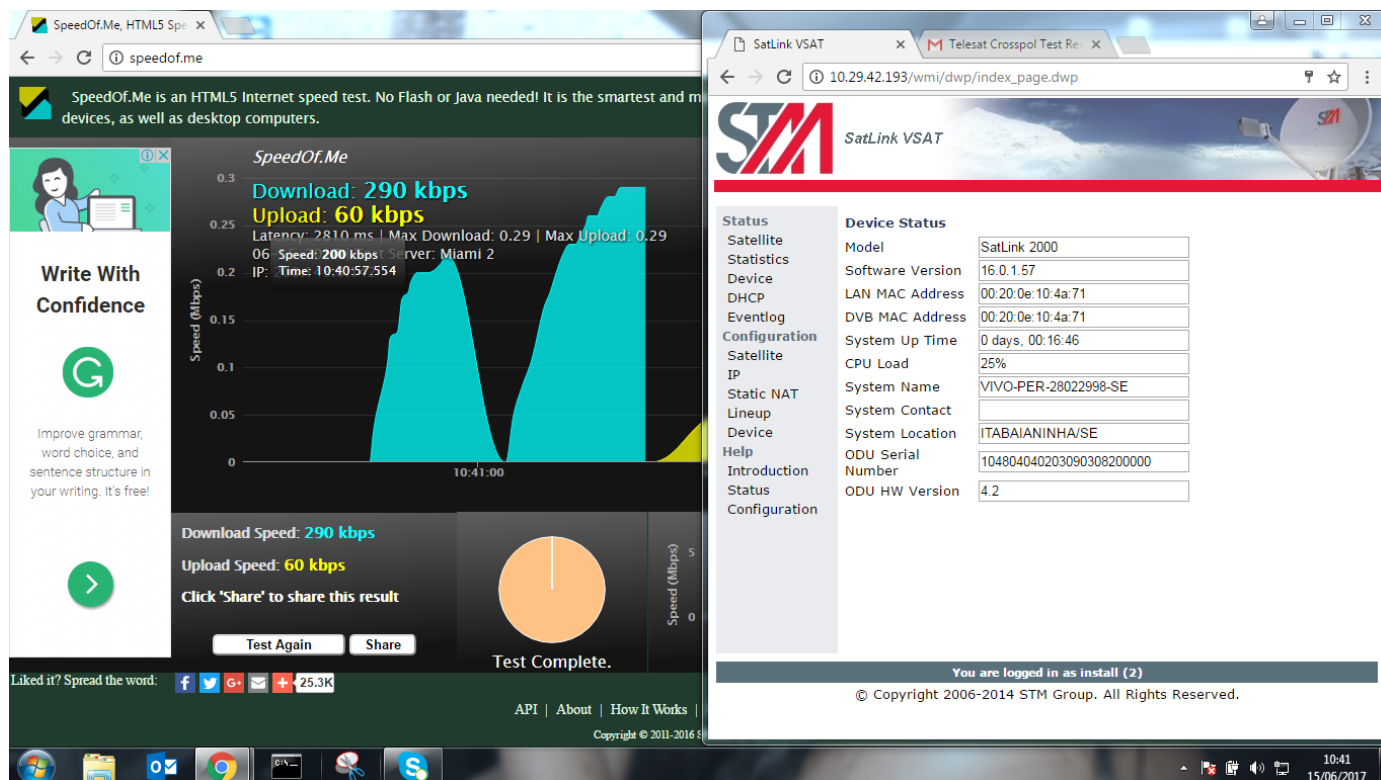 SpeedOf.Me, HTML5 Spe
speedof.me
SpeedOf.Me is an HTML5 Internet speed test. No Flash or Java needed! It is the smartest and m
devices, as well as desktop computers.
Write With
Confidence
Improve grammar,
word choice, and
sentence structure in
your writing. It's free!
SpeedOf.Me
Download: 290 kbps
Upload: 60 kbps
Latency: 2810 ms | Max Download: 0.29 | Max Upload: 0.29
06- Server: Miami 2
IP: 2
Speed: 200 kbps
Time: 10:40:57.554
Speed (Mbps)
0.3
0.25
0.2
0.15
0.1
0.05
0
10:41:00
Download Speed: 290 kbps
Upload Speed: 60 kbps
Click 'Share' to share this result
Test Again
Share
Test Complete.
Speed (Mbps)
5
0
Liked it? Spread the word:
25.3K
API | About | How It Works |
Copyright © 2011-2016 S
SatLink VSAT
Telesat Crosspol Test Re
10.29.42.193/wmi/dwp/index_page.dwp
STM
SatLink VSAT
STM
Status
Satellite
Statistics
Device
DHCP
Eventlog
Configuration
Satellite
IP
Static NAT
Lineup
Device
Help
Introduction
Status
Configuration
Device Status
Model SatLink 2000
Software Version 16.0.1.57
LAN MAC Address 00:20:0e:10:4a:71
DVB MAC Address 00:20:0e:10:4a:71
System Up Time 0 days, 00:16:46
CPU Load 25%
System Name VIVO-PER-28022998-SE
System Contact
System Location ITABAIANINHA/SE
ODU Serial
Number 104804040203090308200000
ODU HW Version 4.2
You are logged in as install (2)
© Copyright 2006-2014 STM Group. All Rights Reserved.
10:41
15/06/2017